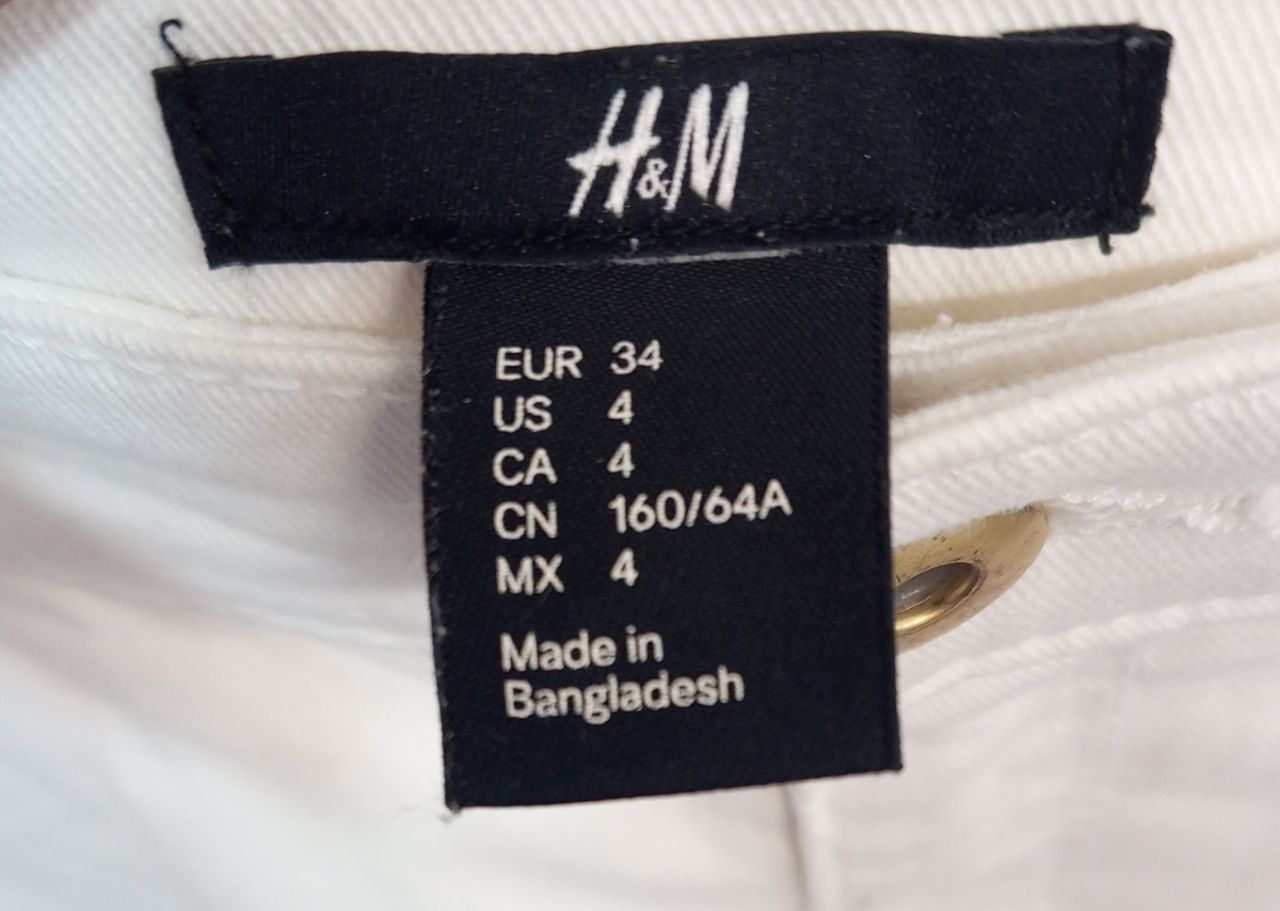 H&M
EUR 34
US 4
CA 4
CN 160/64A
MX 4
Made in
Bangladesh